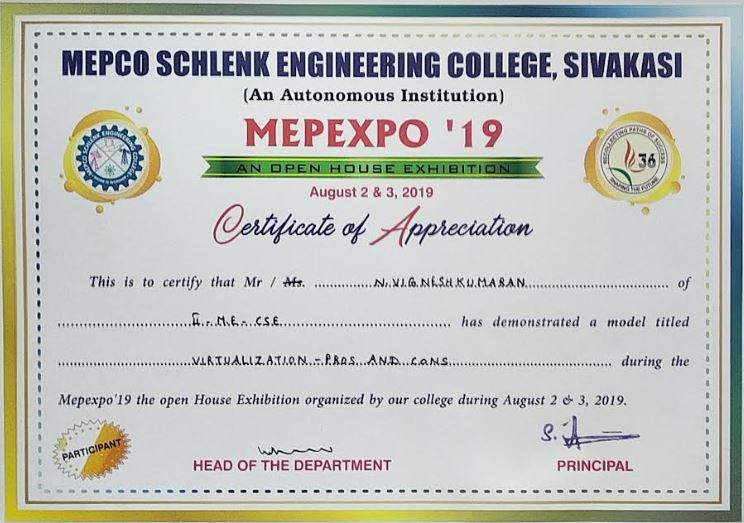 MEPCO SCHLENK ENGINEERING COLLEGE, SIVAKASI
(An Autonomous Institution)
MEPEXPO '19
AN OPEN HOUSE EXHIBITION
August 2 & 3, 2019
Certificate of Appreciation
RECOLLECTING PATHS OF SUCCESS
36
SHAPING THE FUTURE
This is to certify that Mr / Ms. N. VIGNESHKUMARAN of
II - M.E - CSE has demonstrated a model titled
VIRTUALIZATION - PROS AND CONS during the
Mepexpo'19 the open House Exhibition organized by our college during August 2 & 3, 2019.
PARTICIPANT
HEAD OF THE DEPARTMENT
PRINCIPAL